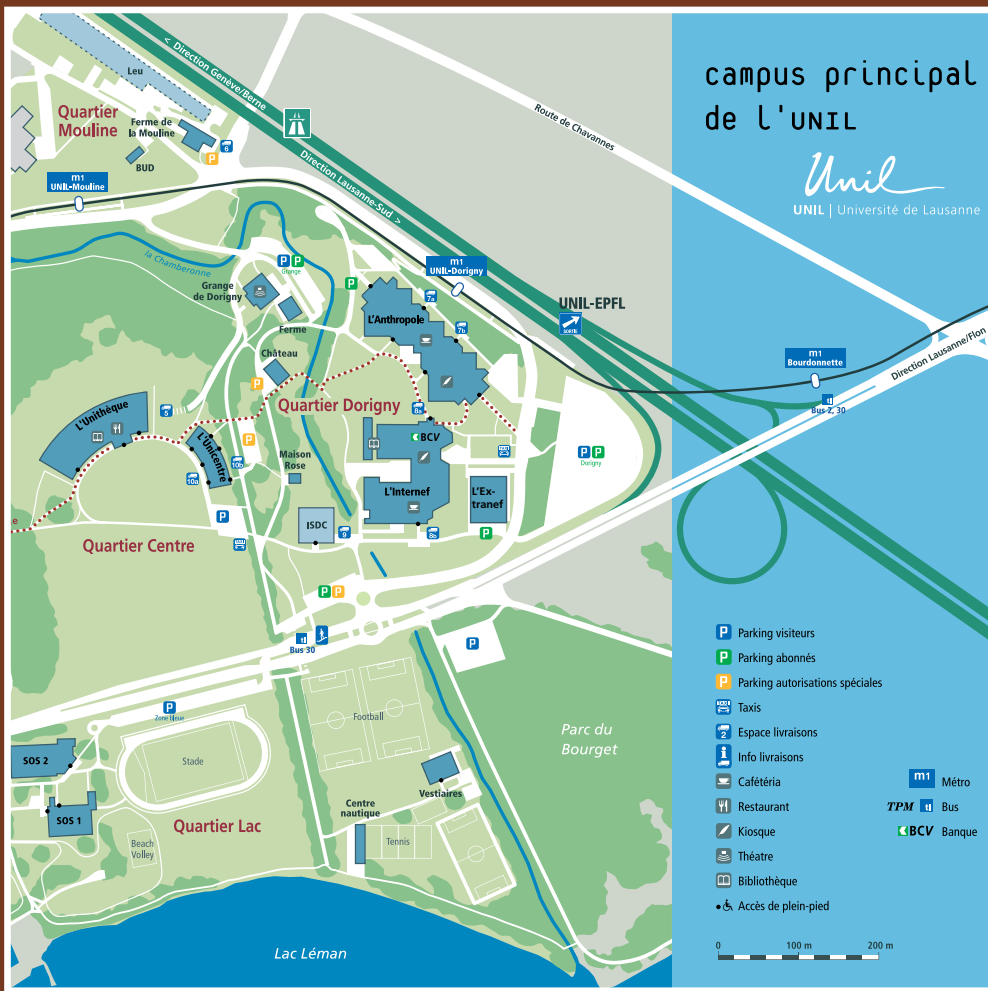 campus principal
de l'UNIL
Unil
UNIL | Université de Lausanne
< Direction Genève/Berne
Direction Lausanne-Sud >
Route de Chavannes
Leu
Quartier
Mouline
Ferme de
la Mouline
P
6
BUD
m1
UNIL-Mouline
la Chamberonne
P P
Grange
Grange
de Dorigny
Ferme
P
m1
UNIL-Dorigny
7a
7b
L'Anthropole
UNIL-EPFL
SORTIE
m1
Bourdonnette
Direction Lausanne/Flon
Bus 2, 30
Château
P
Quartier Dorigny
8a
BCV
L'Unithèque
5
L'Unicentre
P
10a
10b
Maison
Rose
P P
Dorigny
L'Internef
L'Ex-
tranef
ISDC
9
8b
P
P
Quartier Centre
P P
Bus 30
P
P
Zone bleue
Football
Stade
Parc du
Bourget
SOS 2
SOS 1
Vestiaires
Centre
nautique
Quartier Lac
Tennis
Beach
Volley
Lac Léman
P Parking visiteurs
P Parking abonnés
P Parking autorisations spéciales
TAXI Taxis
2 Espace livraisons
i Info livraisons
Cafétéria
m1 Métro
Restaurant
TPM tl Bus
Kiosque
BCV Banque
Théatre
Bibliothèque
Accès de plein-pied
0 100 m 200 m